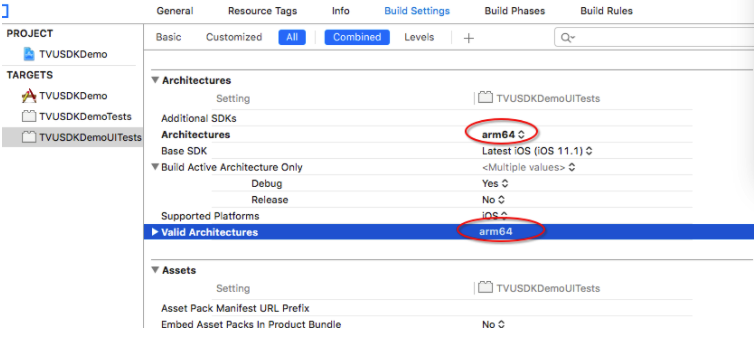 General Resource Tags Info Build Settings Build Phases Build Rules
PROJECT
TVUSDKDemo
TARGETS
TVUSDKDemo
TVUSDKDemoTests
TVUSDKDemoUITests
Basic Customized All Combined Levels +
Architectures
Setting TVUSDKDemoUITests
Additional SDKs
Architectures arm64
Base SDK Latest iOS (iOS 11.1)
Build Active Architecture Only <Multiple values>
Debug Yes
Release No
Supported Platforms iOS
Valid Architectures arm64
Assets
Setting TVUSDKDemoUITests
Asset Pack Manifest URL Prefix
Embed Asset Packs In Product Bundle No